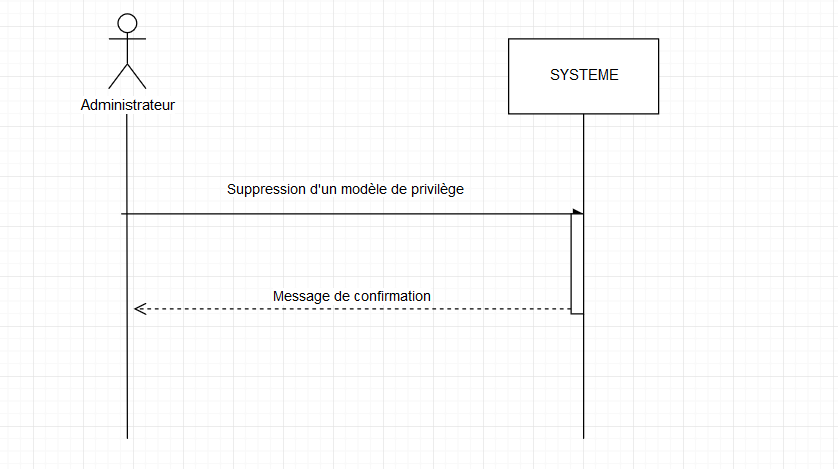 SYSTEME
Administrateur
Suppression d'un modèle de privilège
Message de confirmation